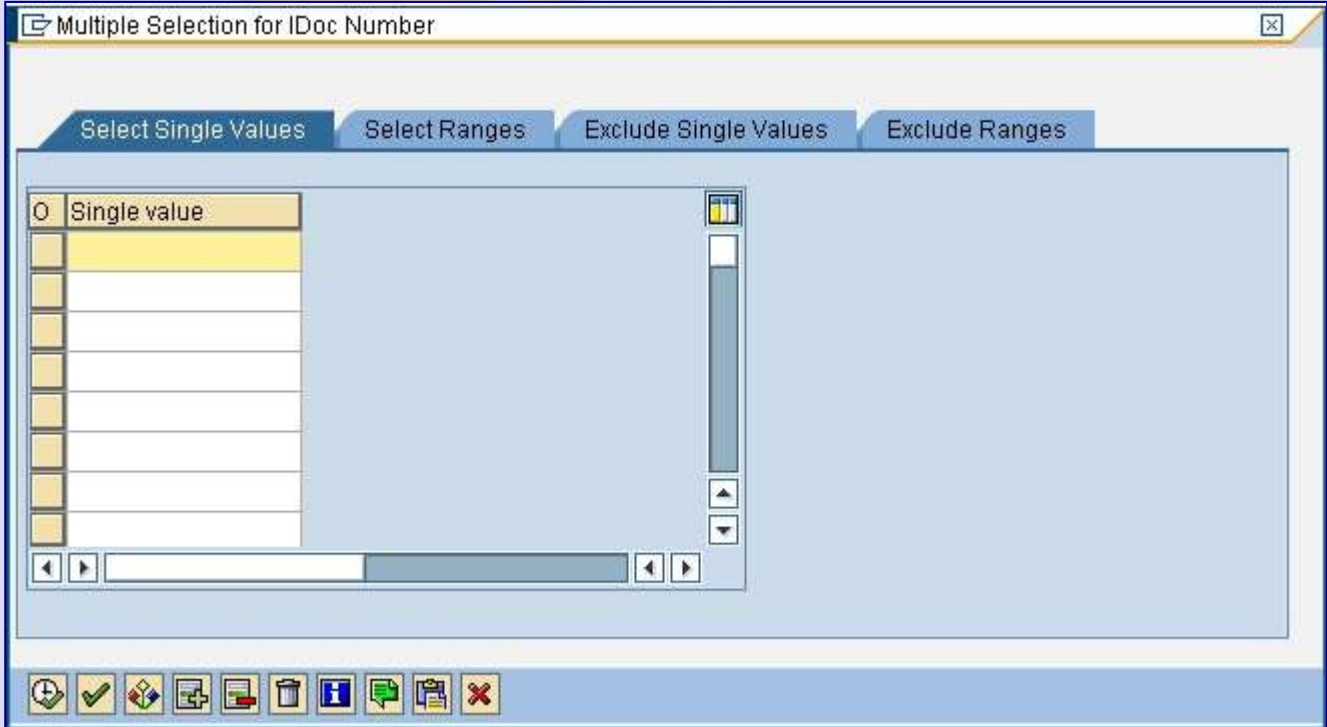 Multiple Selection for IDoc Number
Select Single Values Select Ranges Exclude Single Values Exclude Ranges
O Single value